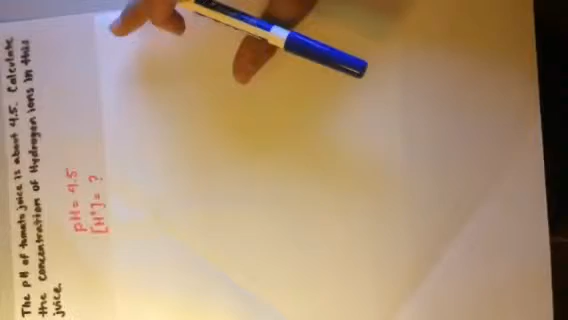 The pH of tomato juice is about 4.5. Calculate
the concentration of Hydrogen ions in this
juice.
pH = 4.5
[H⁺] = ?